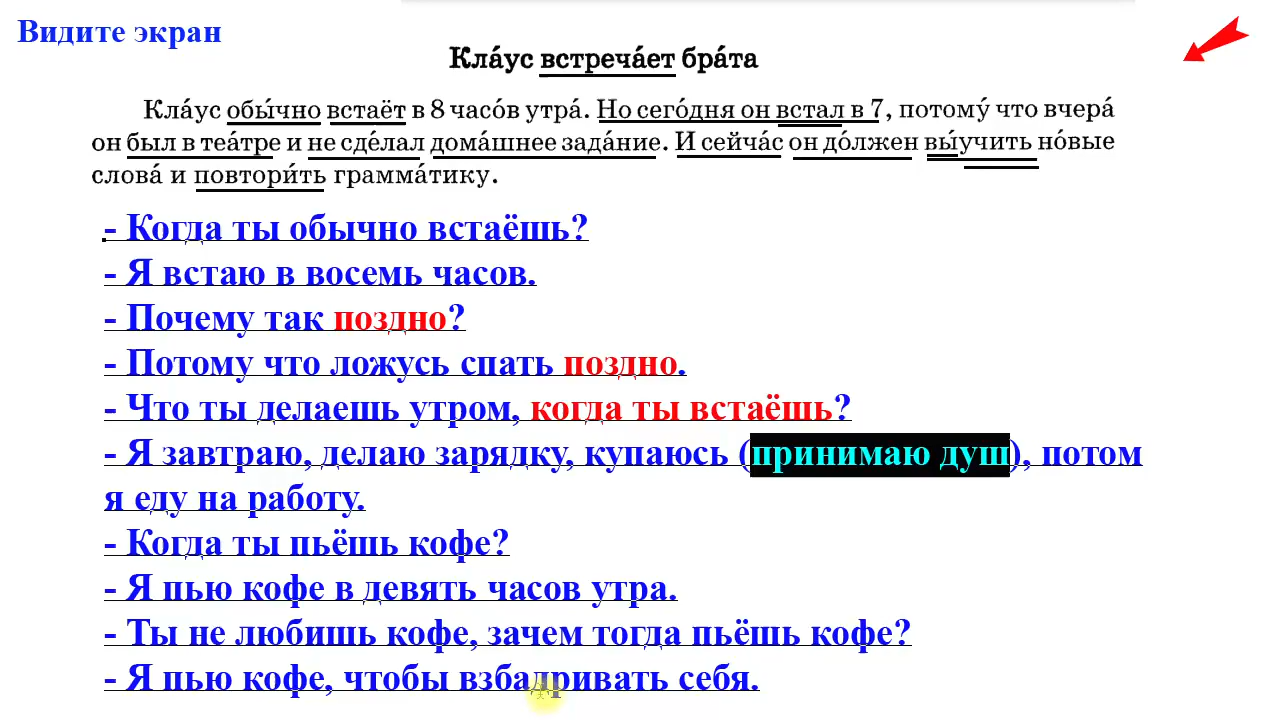 Видите экран
Кла́ус встреча́ет бра́та
Кла́ус обы́чно встаёт в 8 часо́в утра́. Но сего́дня он встал в 7, потому́ что вчера́
он был в теа́тре и не сде́лал дома́шнее зада́ние. И сейча́с он до́лжен вы́учить но́вые
слова́ и повтори́ть грамма́тику.
- Когда ты обычно встаёшь?
- Я встаю в восемь часов.
- Почему так поздно?
- Потому что ложусь спать поздно.
- Что ты делаешь утром, когда ты встаёшь?
- Я завтраю, делаю зарядку, купаюсь (принимаю душ), потом
я еду на работу.
- Когда ты пьёшь кофе?
- Я пью кофе в девять часов утра.
- Ты не любишь кофе, зачем тогда пьёшь кофе?
- Я пью кофе, чтобы взбадривать себя.